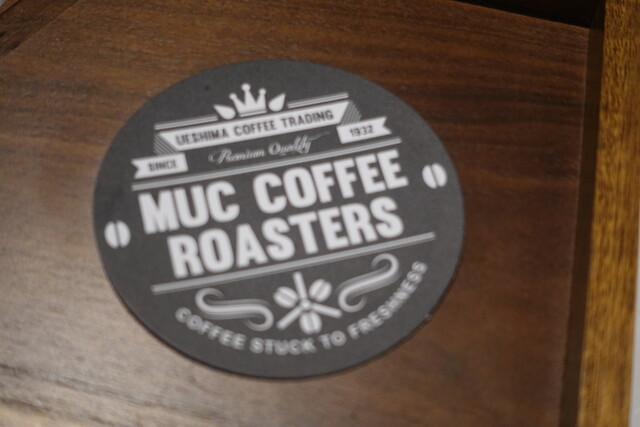 UESHIMA COFFEE TRADING
SINCE Premium Quality 1932
MUC COFFEE
ROASTERS
COFFEE STUCK TO FRESHNESS